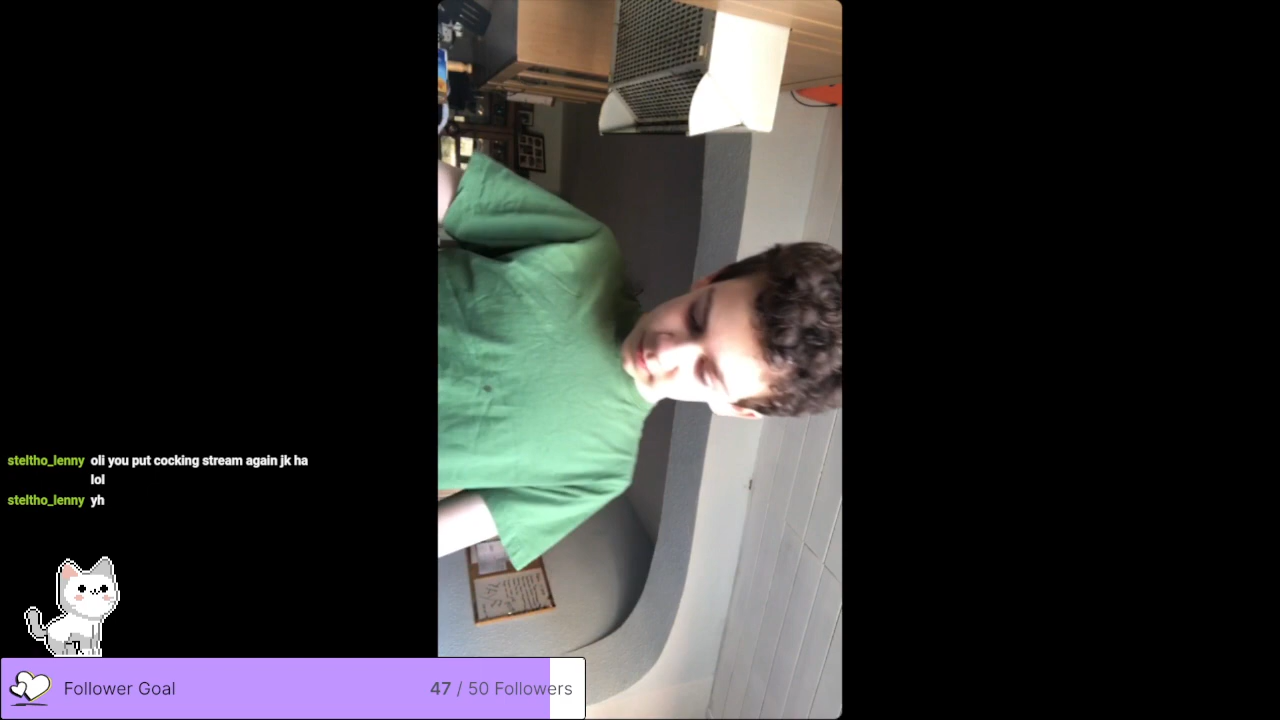 steltho_lenny oli you put cocking stream again jk ha
lol
steltho_lenny yh
Follower Goal 47 / 50 Followers